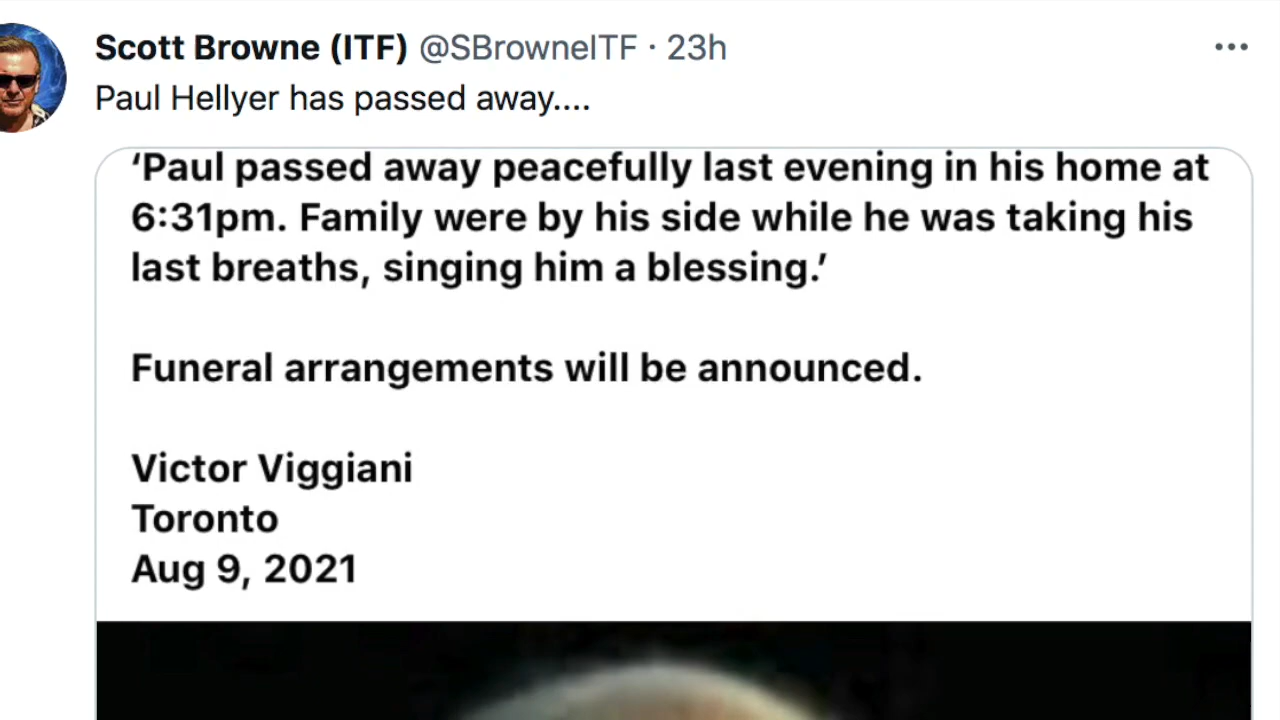 Scott Browne (ITF) @SBrowneITF · 23h
Paul Hellyer has passed away....
‘Paul passed away peacefully last evening in his home at
6:31pm. Family were by his side while he was taking his
last breaths, singing him a blessing.’
Funeral arrangements will be announced.
Victor Viggiani
Toronto
Aug 9, 2021